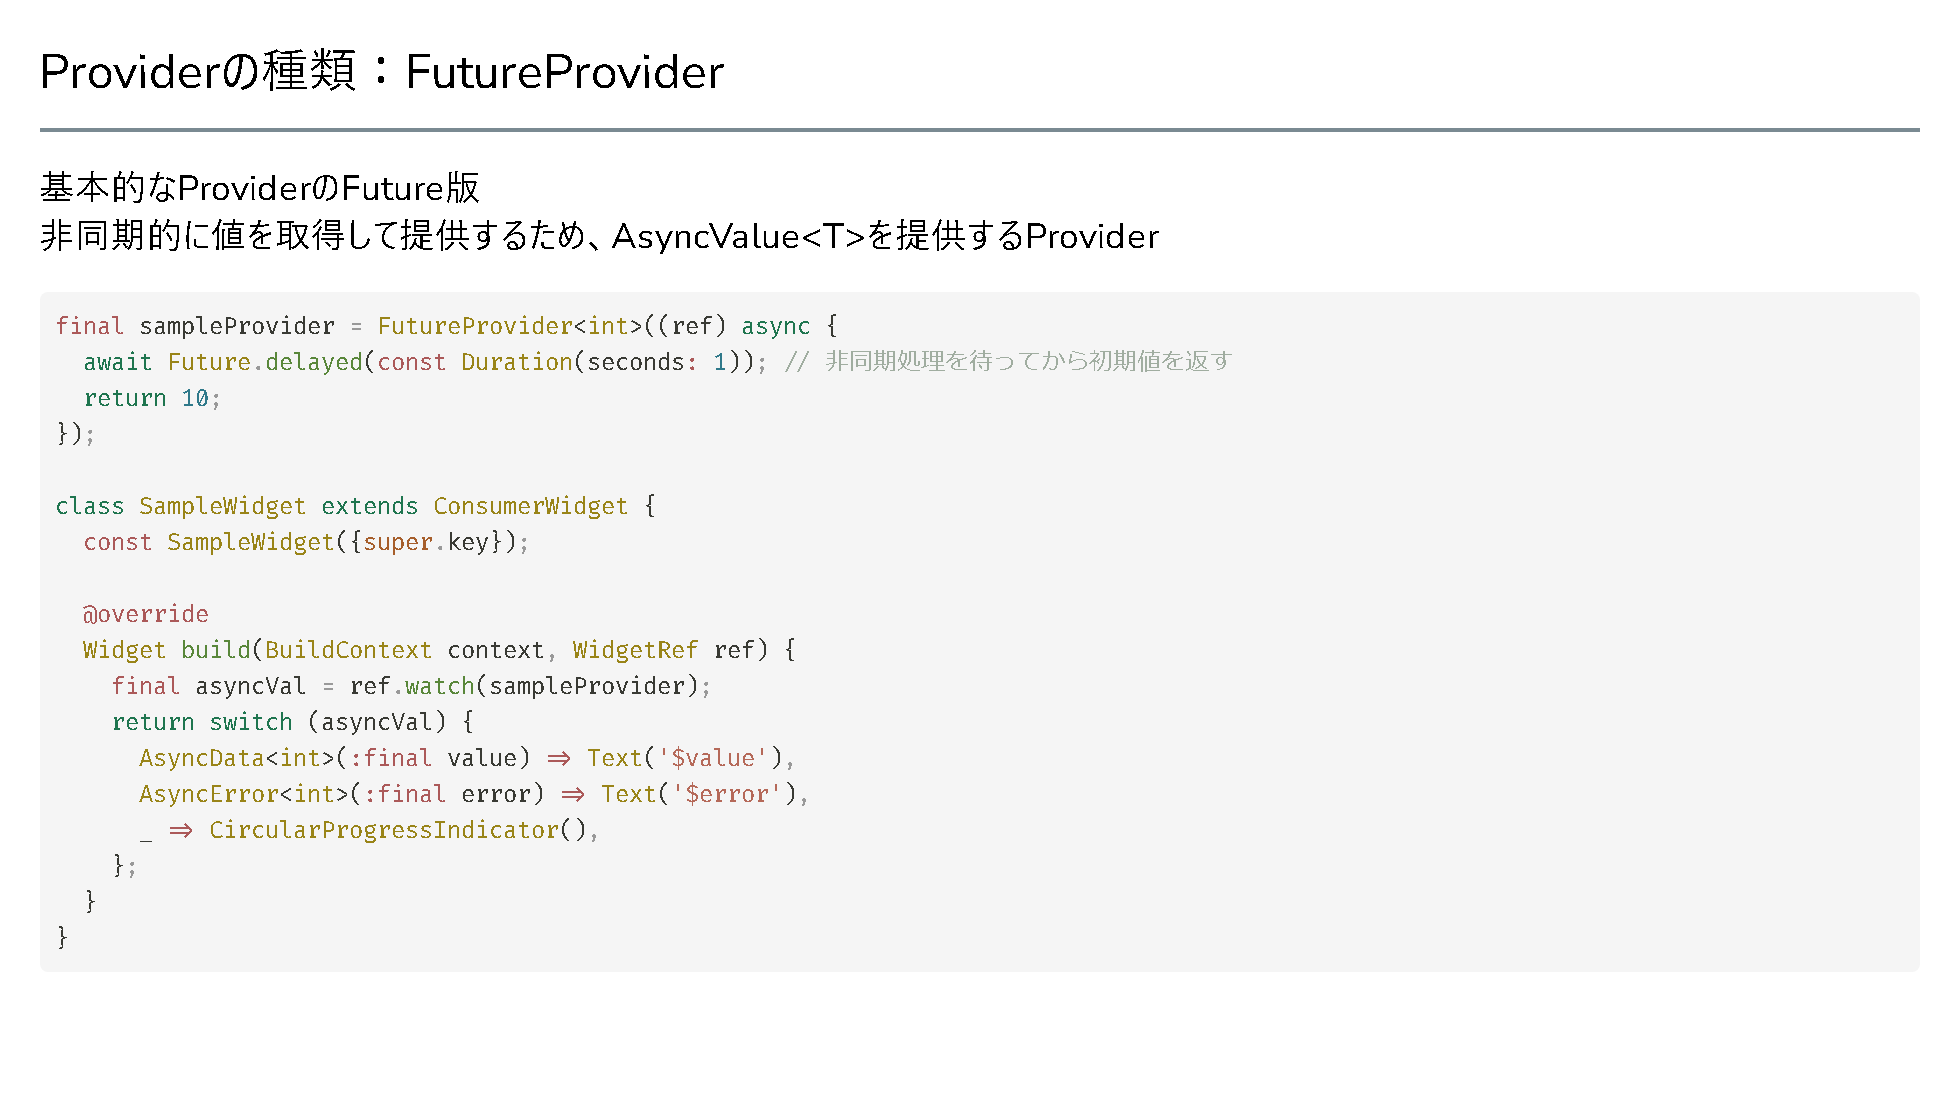 Providerの種類：FutureProvider
基本的なProviderのFuture版
非同期的に値を取得して提供するため、AsyncValue<T>を提供するProvider
final sampleProvider = FutureProvider<int>((ref) async {
  await Future.delayed(const Duration(seconds: 1)); // 非同期処理を待ってから初期値を返す
  return 10;
});
class SampleWidget extends ConsumerWidget {
  const SampleWidget({super.key});
  @override
  Widget build(BuildContext context, WidgetRef ref) {
    final asyncVal = ref.watch(sampleProvider);
    return switch (asyncVal) {
      AsyncData<int>(:final value) => Text('$value'),
      AsyncError<int>(:final error) => Text('$error'),
      _ => CircularProgressIndicator(),
    };
  }
}